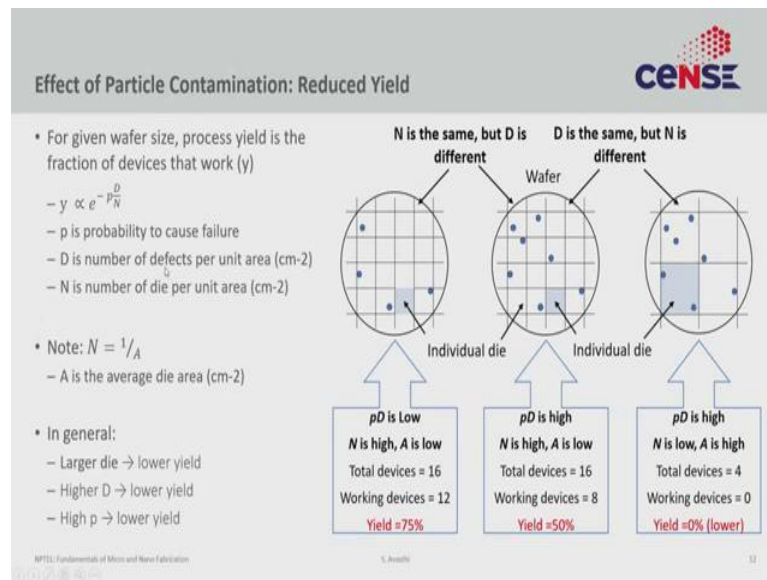 CeNSE
Effect of Particle Contamination: Reduced Yield
• For given wafer size, process yield is the
fraction of devices that work (y)
– y ∝ e^{-p\frac{D}{N}}
– p is probability to cause failure
– D is number of defects per unit area (cm-2)
– N is number of die per unit area (cm-2)
• Note: N = 1/A
– A is the average die area (cm-2)
• In general:
– Larger die → lower yield
– Higher D → lower yield
– High p → lower yield
N is the same, but D is
different
D is the same, but N is
different
Wafer
Individual die
Individual die
pD is Low
N is high, A is low
Total devices = 16
Working devices = 12
Yield =75%
pD is high
N is high, A is low
Total devices = 16
Working devices = 8
Yield =50%
pD is high
N is low, A is high
Total devices = 4
Working devices = 0
Yield =0% (lower)
NPTEL: Fundamentals of Micro and Nano Fabrication
S. Avasthi
12